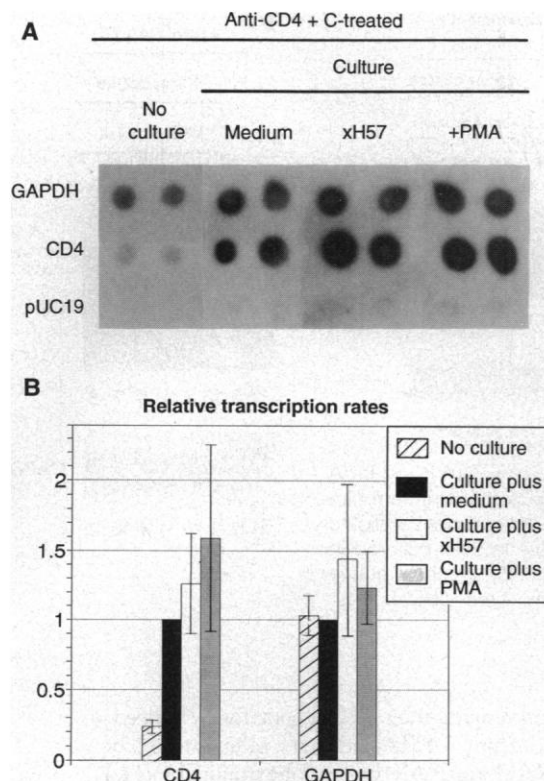 A
Anti-CD4 + C-treated
Culture
No culture
Medium
xH57
+PMA
GAPDH
CD4
pUC19
B
Relative transcription rates
No culture
Culture plus
medium
Culture plus
xH57
Culture plus
PMA
2
1.5
1
0.5
0
CD4
GAPDH